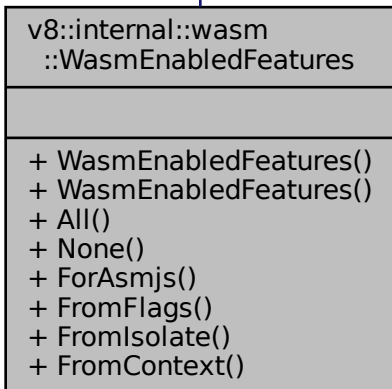 v8::internal::wasm
::WasmEnabledFeatures
+ WasmEnabledFeatures()
+ WasmEnabledFeatures()
+ All()
+ None()
+ ForAsmjs()
+ FromFlags()
+ FromIsolate()
+ FromContext()